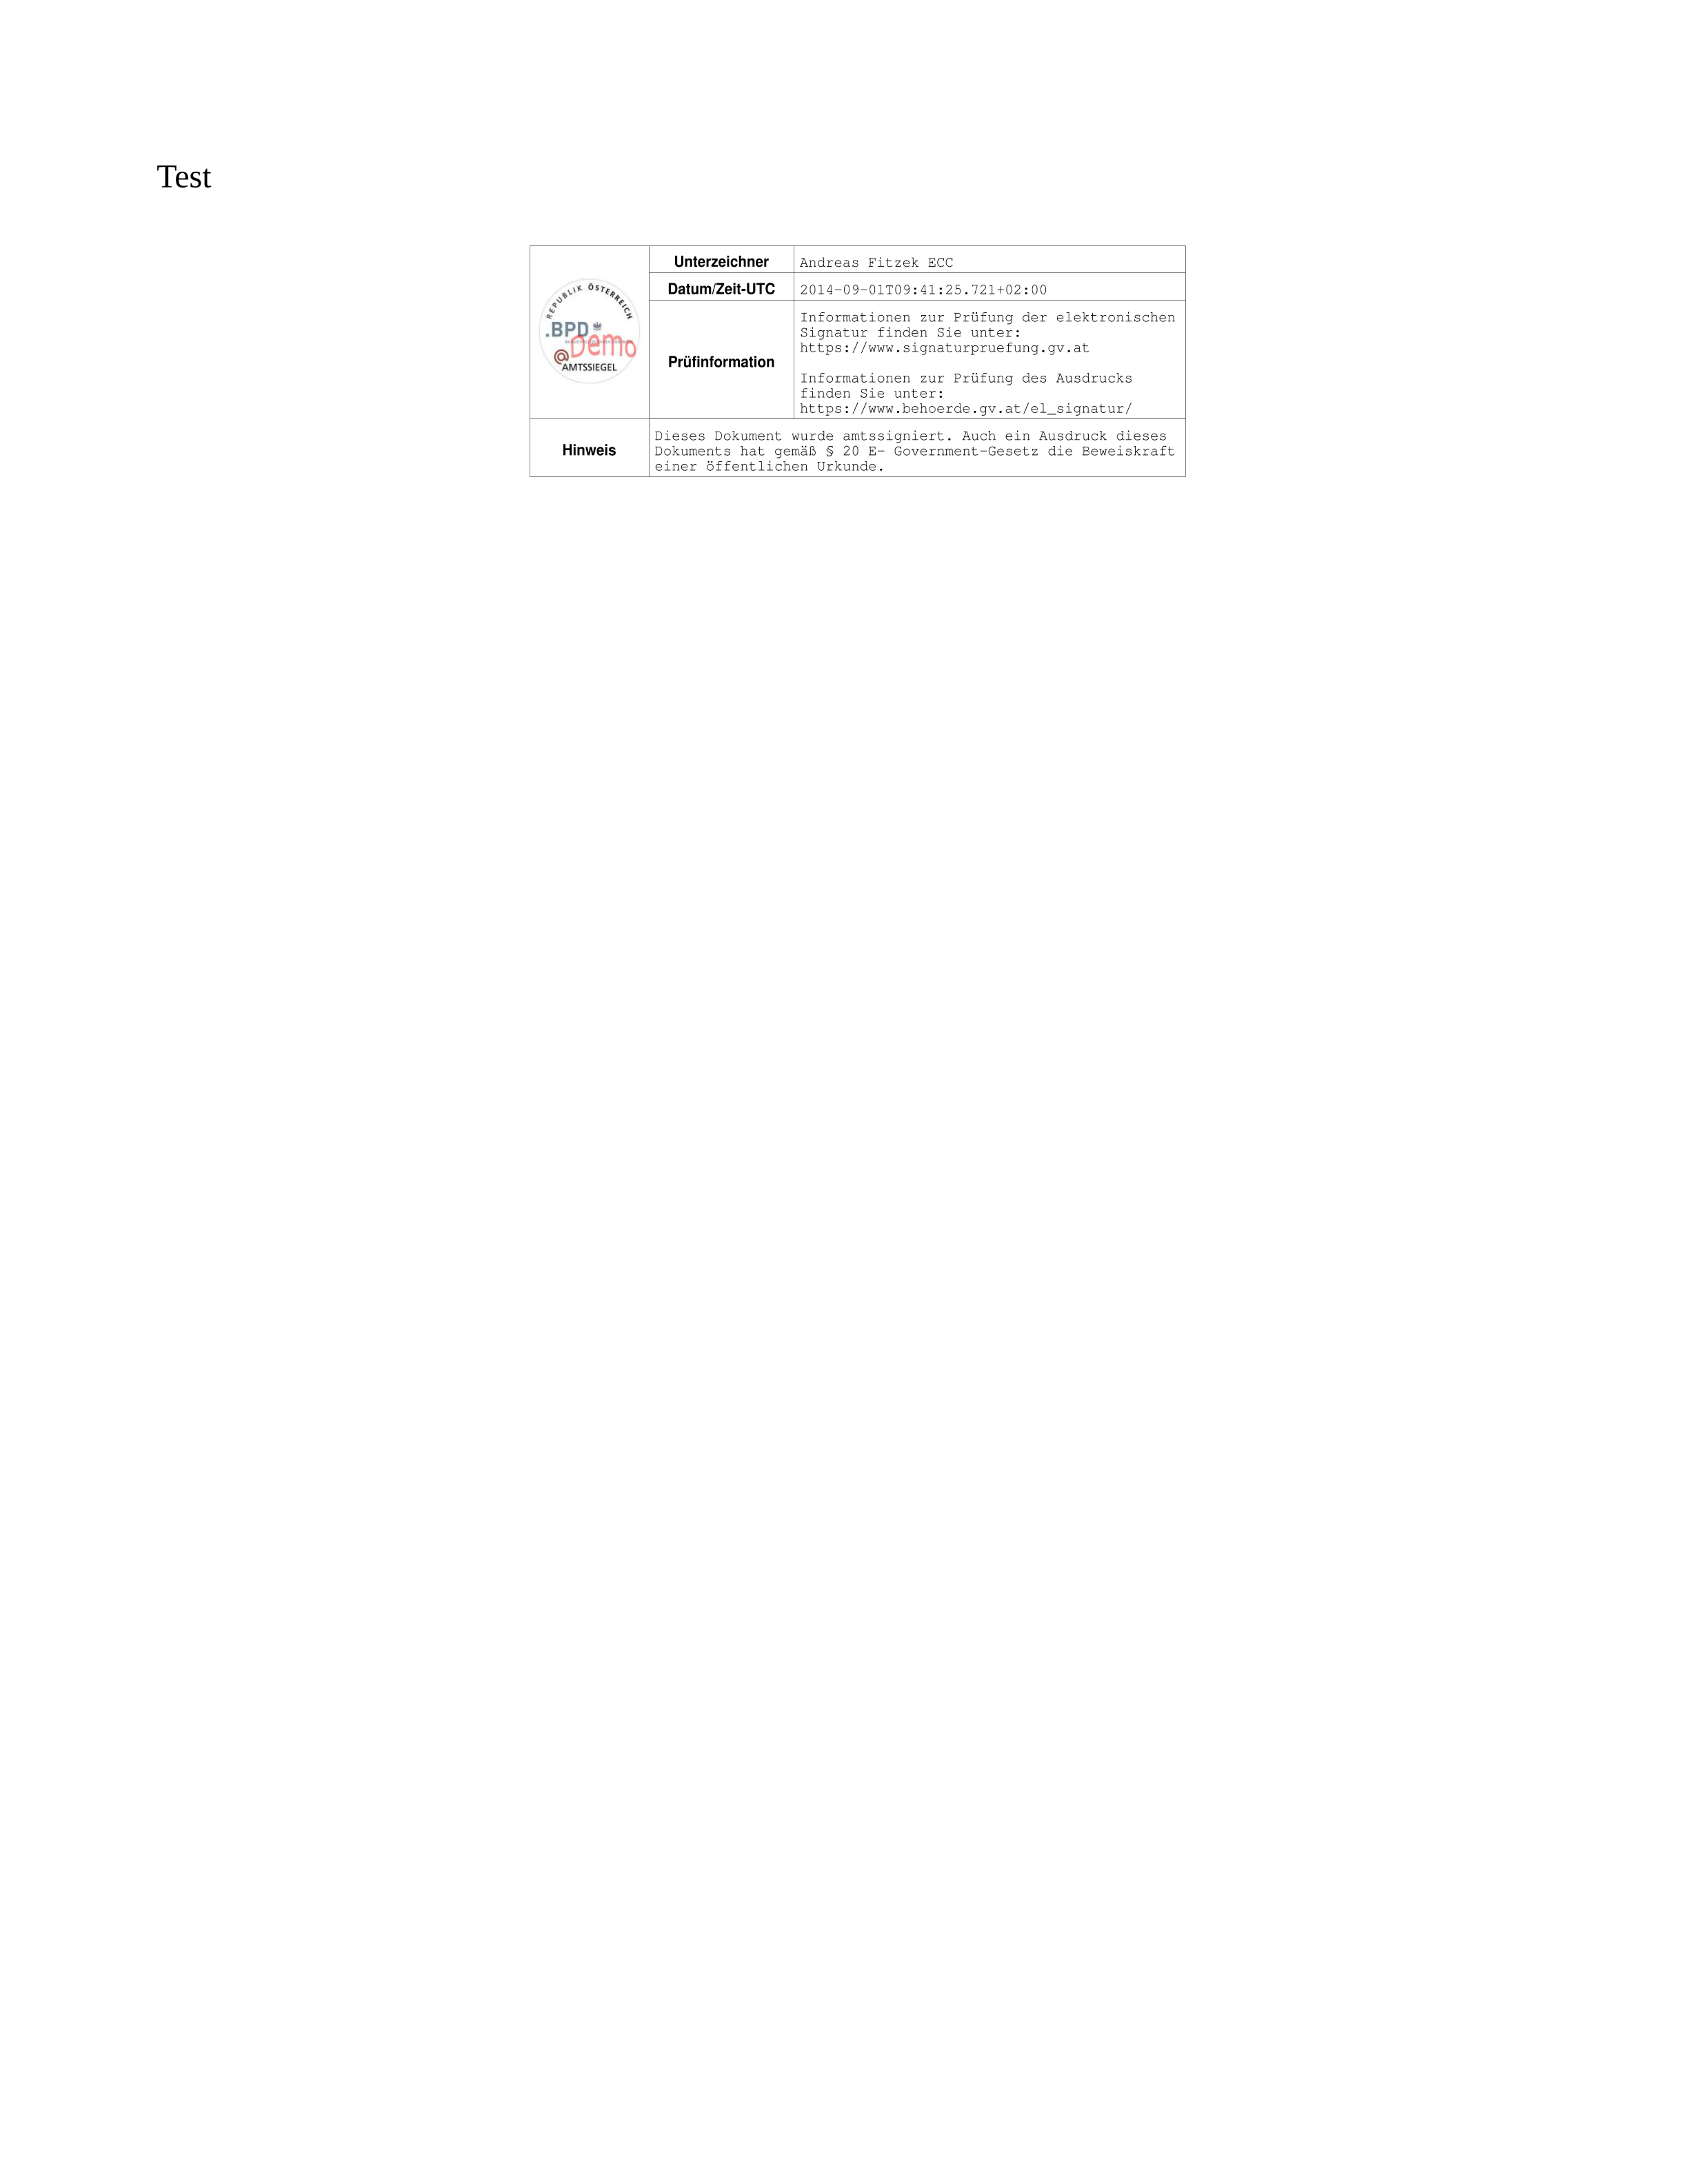 Test
REPUBLIK ÖSTERREICH
.BPD
Demo
@
AMTSSIEGEL
Unterzeichner
Andreas Fitzek ECC
Datum/Zeit-UTC
2014-09-01T09:41:25.721+02:00
Prüfinformation
Informationen zur Prüfung der elektronischen
Signatur finden Sie unter:
https://www.signaturpruefung.gv.at
Informationen zur Prüfung des Ausdrucks
finden Sie unter:
https://www.behoerde.gv.at/el_signatur/
Hinweis
Dieses Dokument wurde amtssigniert. Auch ein Ausdruck dieses
Dokuments hat gemäß § 20 E- Government-Gesetz die Beweiskraft
einer öffentlichen Urkunde.